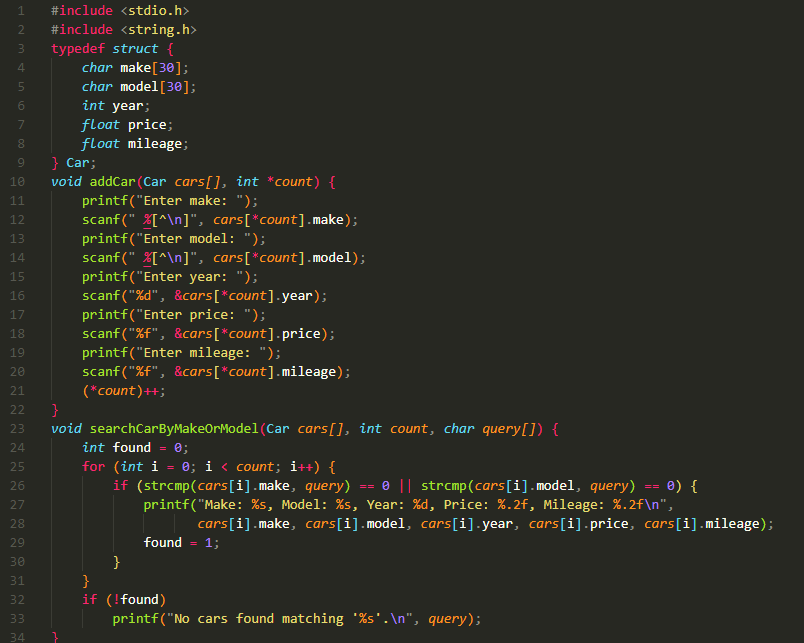 1 #include <stdio.h>
2 #include <string.h>
3 typedef struct {
4     char make[30];
5     char model[30];
6     int year;
7     float price;
8     float mileage;
9 } Car;
10 void addCar(Car cars[], int *count) {
11     printf("Enter make: ");
12     scanf(" %[^\n]", cars[*count].make);
13     printf("Enter model: ");
14     scanf(" %[^\n]", cars[*count].model);
15     printf("Enter year: ");
16     scanf("%d", &cars[*count].year);
17     printf("Enter price: ");
18     scanf("%f", &cars[*count].price);
19     printf("Enter mileage: ");
20     scanf("%f", &cars[*count].mileage);
21     (*count)++;
22 }
23 void searchCarByMakeOrModel(Car cars[], int count, char query[]) {
24     int found = 0;
25     for (int i = 0; i < count; i++) {
26         if (strcmp(cars[i].make, query) == 0 || strcmp(cars[i].model, query) == 0) {
27             printf("Make: %s, Model: %s, Year: %d, Price: %.2f, Mileage: %.2f\n",
28                    cars[i].make, cars[i].model, cars[i].year, cars[i].price, cars[i].mileage);
29             found = 1;
30         }
31     }
32     if (!found)
33         printf("No cars found matching '%s'.\n", query);
34 }